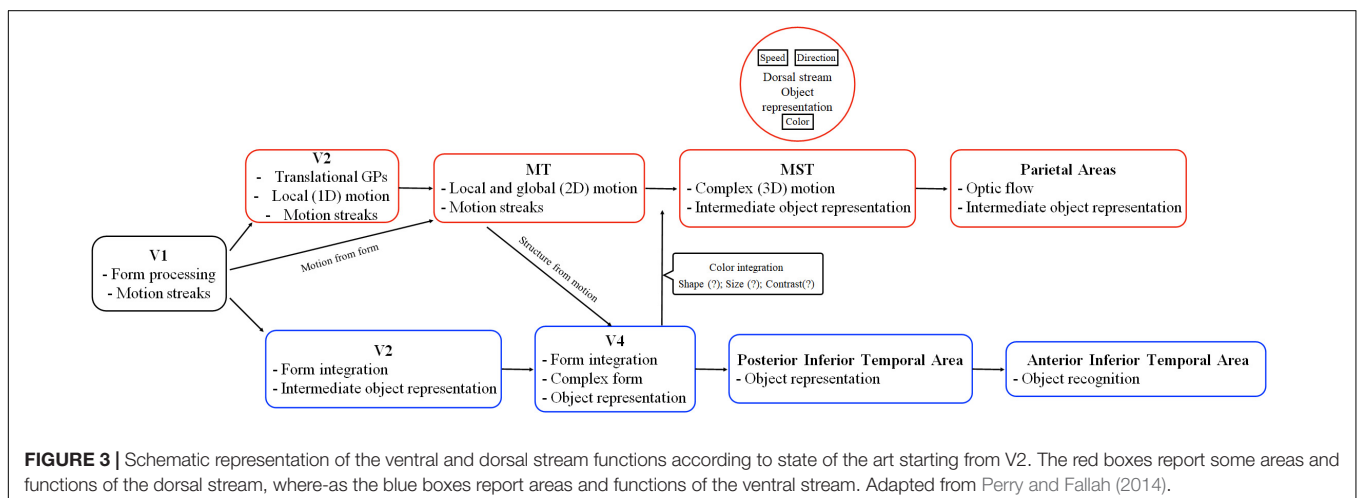 Speed Direction
Dorsal stream
Object
representation
Color
V2
- Translational GPs
- Local (1D) motion
- Motion streaks
MT
- Local and global (2D) motion
- Motion streaks
MST
- Complex (3D) motion
- Intermediate object representation
Parietal Areas
- Optic flow
- Intermediate object representation
V1
- Form processing
- Motion streaks
Motion from form
Structure from motion
Color integration
Shape (?); Size (?); Contrast(?)
V2
- Form integration
- Intermediate object representation
V4
- Form integration
- Complex form
- Object representation
Posterior Inferior Temporal Area
- Object representation
Anterior Inferior Temporal Area
- Object recognition
FIGURE 3 | Schematic representation of the ventral and dorsal stream functions according to state of the art starting from V2. The red boxes report some areas and
functions of the dorsal stream, where-as the blue boxes report areas and functions of the ventral stream. Adapted from Perry and Fallah (2014).